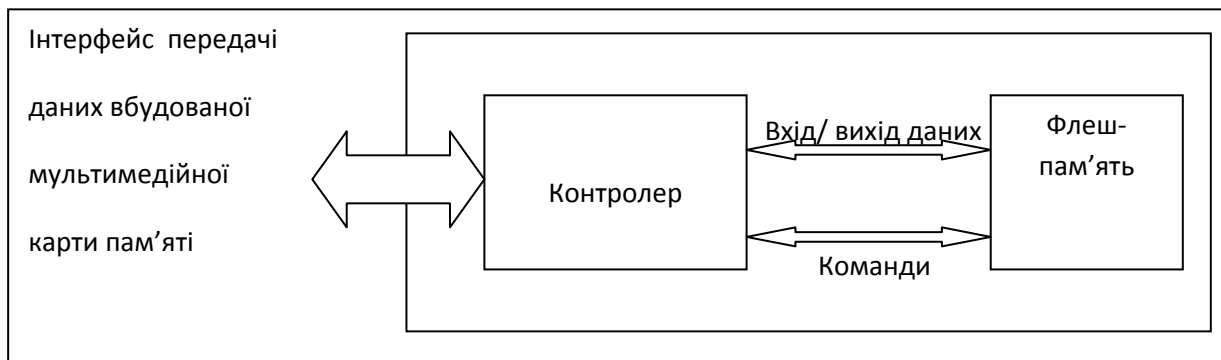 Інтерфейс передачі
даних вбудованої
мультимедійної
карти пам’яті
Контролер
Вхід/ вихід даних
Команди
Флеш-
пам’ять